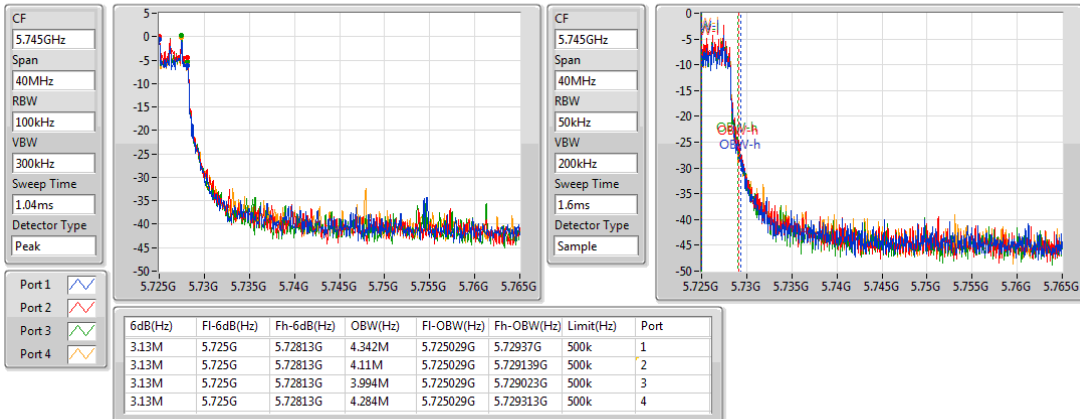 CF
5.745GHz
Span
40MHz
RBW
100kHz
VBW
300kHz
Sweep Time
1.04ms
Detector Type
Peak
5
0
-5
-10
-15
-20
-25
-30
-35
-40
-45
-50
5.725G 5.73G 5.735G 5.74G 5.745G 5.75G 5.755G 5.76G 5.765G
CF
5.745GHz
Span
40MHz
RBW
50kHz
VBW
200kHz
Sweep Time
1.6ms
Detector Type
Sample
0
-5
-10
-15
-20
-25
-30
-35
-40
-45
-50
OBW-h
OBW-h
5.725G 5.73G 5.735G 5.74G 5.745G 5.75G 5.755G 5.76G 5.765G
Port 1
Port 2
Port 3
Port 4
6dB(Hz) Fl-6dB(Hz) Fh-6dB(Hz) OBW(Hz) Fl-OBW(Hz) Fh-OBW(Hz) Limit(Hz) Port
3.13M 5.725G 5.72813G 4.342M 5.725029G 5.72937G 500k 1
3.13M 5.725G 5.72813G 4.11M 5.725029G 5.729139G 500k 2
3.13M 5.725G 5.72813G 3.994M 5.725029G 5.729023G 500k 3
3.13M 5.725G 5.72813G 4.284M 5.725029G 5.729313G 500k 4